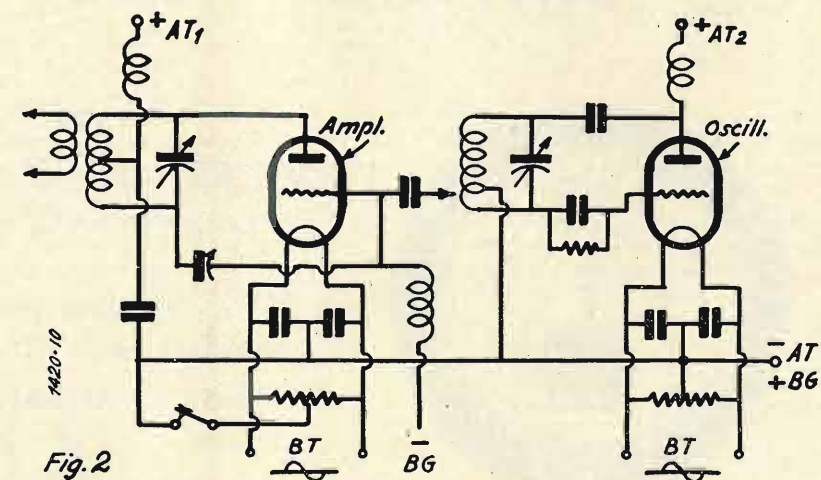 + AT1
+ AT2
Ampl.
Oscill.
1420-10
− AT
+ BG
BT
− BG
BT
Fig. 2